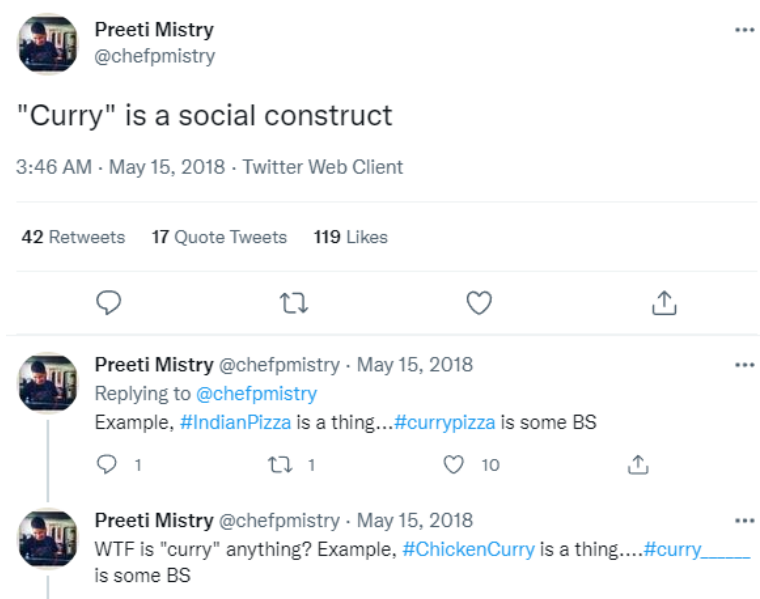 Preeti Mistry
@chefpmistry
"Curry" is a social construct
3:46 AM · May 15, 2018 · Twitter Web Client
42 Retweets 17 Quote Tweets 119 Likes
Preeti Mistry @chefpmistry · May 15, 2018
Replying to @chefpmistry
Example, #IndianPizza is a thing...#currypizza is some BS
1 1 10
Preeti Mistry @chefpmistry · May 15, 2018
WTF is "curry" anything? Example, #ChickenCurry is a thing....#curry______
is some BS